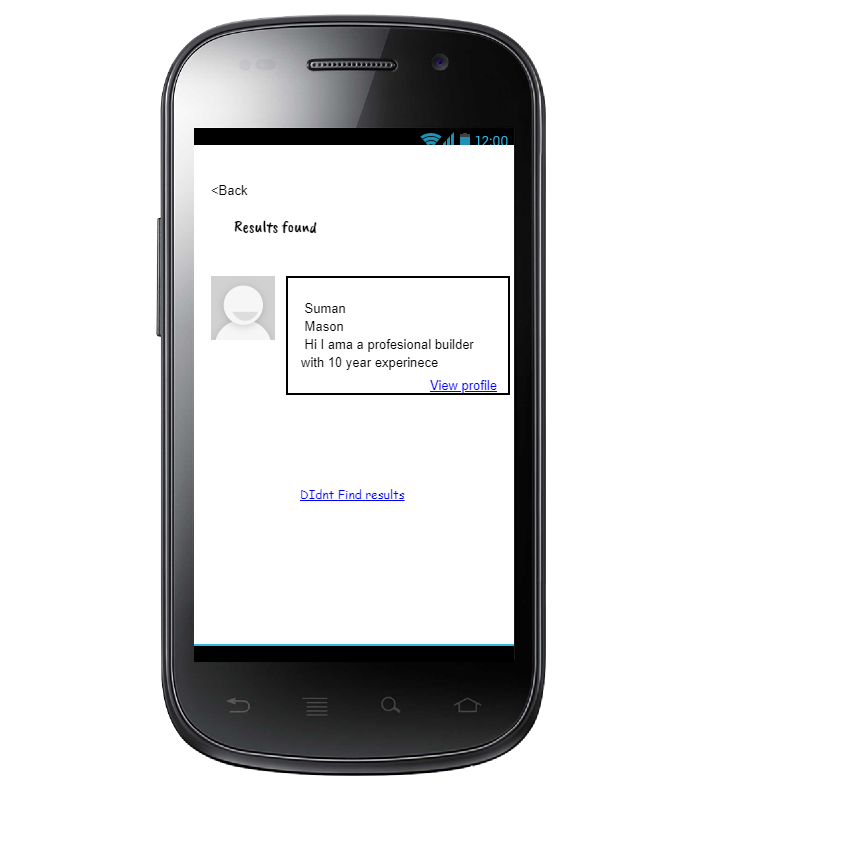 12:00
<Back
Results found
Suman
Mason
Hi I ama a profesional builder
with 10 year experinece
View profile
DIdnt Find results